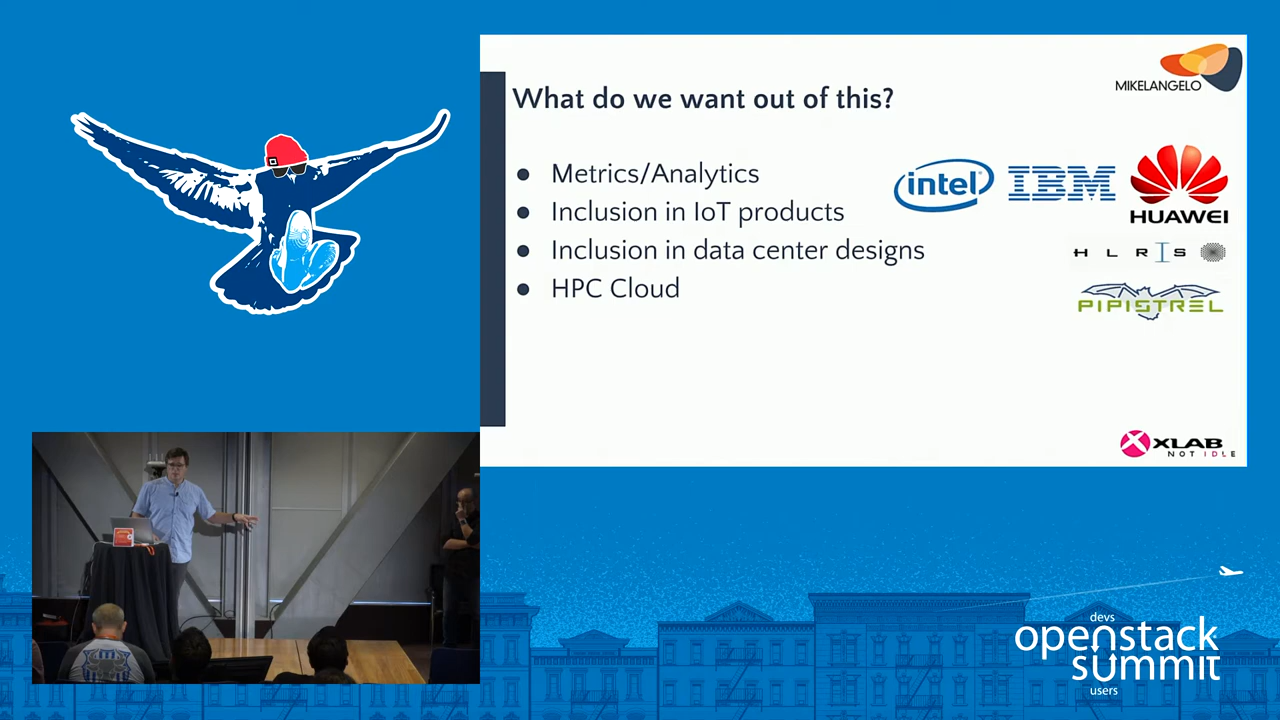 What do we want out of this?
MIKELANGELO
● Metrics/Analytics
● Inclusion in IoT products
● Inclusion in data center designs
● HPC Cloud
intel
IBM
HUAWEI
H L R I S
PIPISTREL
XLAB
NOT IDLE
devs
openstack
summit
users